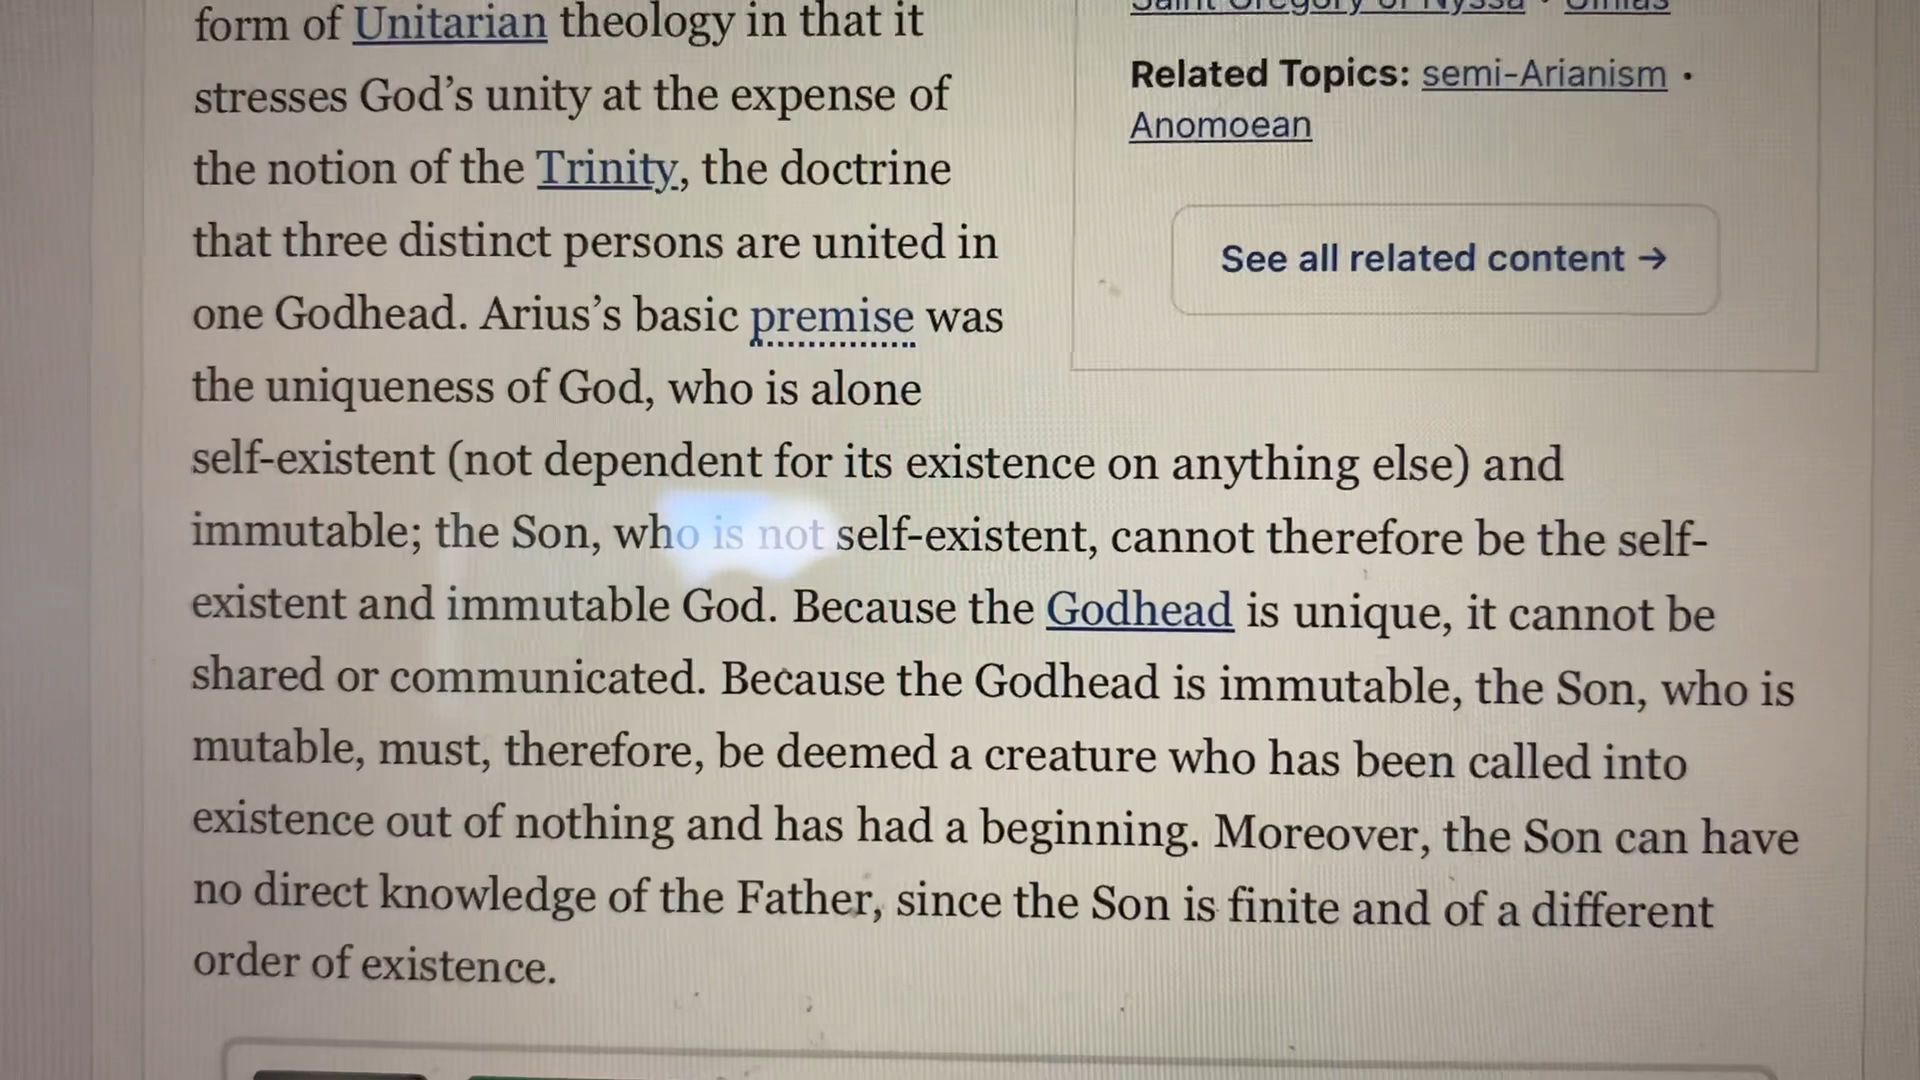 form of Unitarian theology in that it
stresses God's unity at the expense of
the notion of the Trinity, the doctrine
that three distinct persons are united in
one Godhead. Arius's basic premise was
the uniqueness of God, who is alone
self-existent (not dependent for its existence on anything else) and
immutable; the Son, who is not self-existent, cannot therefore be the self-
existent and immutable God. Because the Godhead is unique, it cannot be
shared or communicated. Because the Godhead is immutable, the Son, who is
mutable, must, therefore, be deemed a creature who has been called into
existence out of nothing and has had a beginning. Moreover, the Son can have
no direct knowledge of the Father, since the Son is finite and of a different
order of existence.
Saint Gregory of Nyssa • Ulfilas
Related Topics: semi-Arianism •
Anomoean
See all related content →